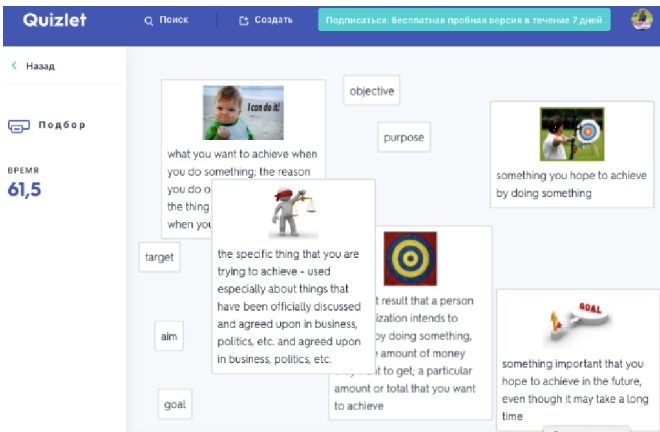 Quizlet
Поиск
Создать
Подписаться: бесплатная пробная версия в течение 7 дней
Назад
Подбор
ВРЕМЯ
61,5
I can do it!
what you want to achieve when
you do something; the reason
you do
the thing
when
objective
purpose
something you hope to achieve
by doing something
target
aim
goal
the specific thing that you are
trying to achieve - used
especially about things that
have been officially discussed
and agreed upon in business,
politics, etc. and agreed upon
in business, politics, etc.
result that a person
intends to
by doing something,
amount of money
to get; a particular
amount or total that you want
to achieve
GOAL
something important that you
hope to achieve in the future,
even though it may take a long
time